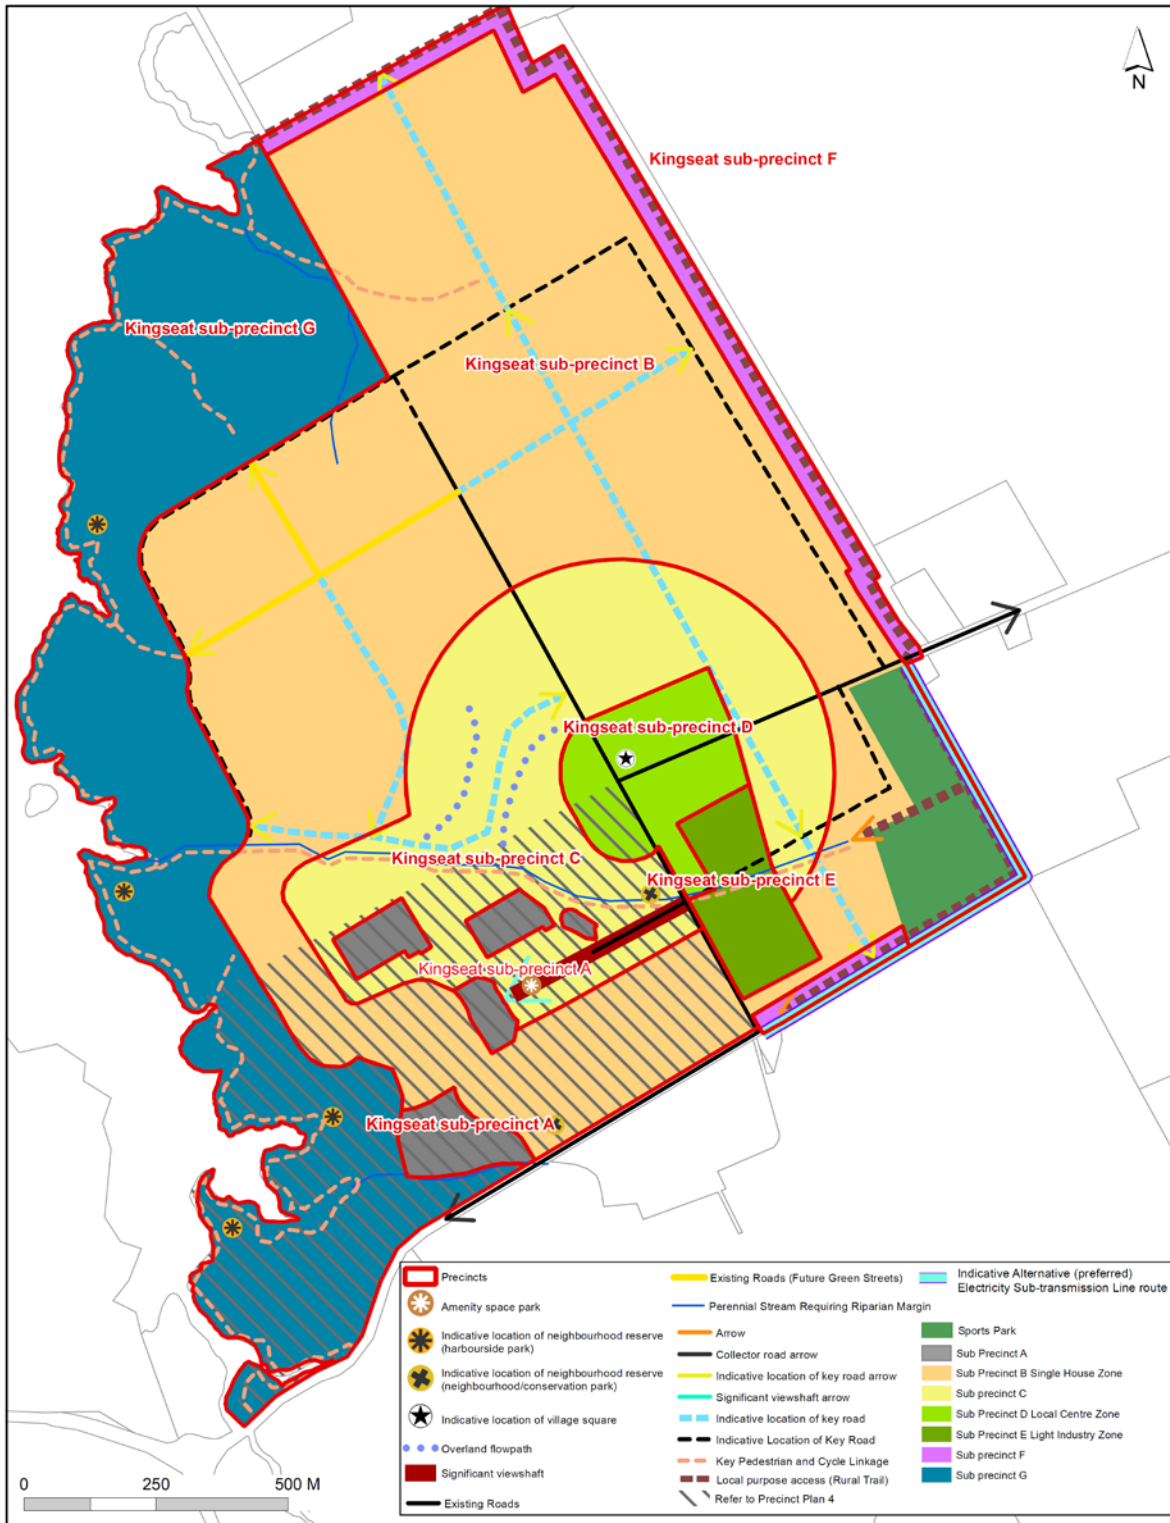 N
Kingseat sub-precinct F
Kingseat sub-precinct G
Kingseat sub-precinct B
Kingseat sub-precinct D
Kingseat sub-precinct C
Kingseat sub-precinct E
Kingseat sub-precinct A
Kingseat sub-precinct A
0 250 500 M
Precincts
Amenity space park
Indicative location of neighbourhood reserve
(harbourside park)
Indicative location of neighbourhood reserve
(neighbourhood/conservation park)
Indicative location of village square
Overland flowpath
Significant viewshaft
Existing Roads
Existing Roads (Future Green Streets)
Perennial Stream Requiring Riparian Margin
Arrow
Collector road arrow
Indicative location of key road arrow
Significant viewshaft arrow
Indicative location of key road
Indicative Location of Key Road
Key Pedestrian and Cycle Linkage
Local purpose access (Rural Trail)
Refer to Precinct Plan 4
Indicative Alternative (preferred)
Electricity Sub-transmission Line route
Sports Park
Sub Precinct A
Sub Precinct B Single House Zone
Sub precinct C
Sub Precinct D Local Centre Zone
Sub Precinct E Light Industry Zone
Sub precinct F
Sub precinct G